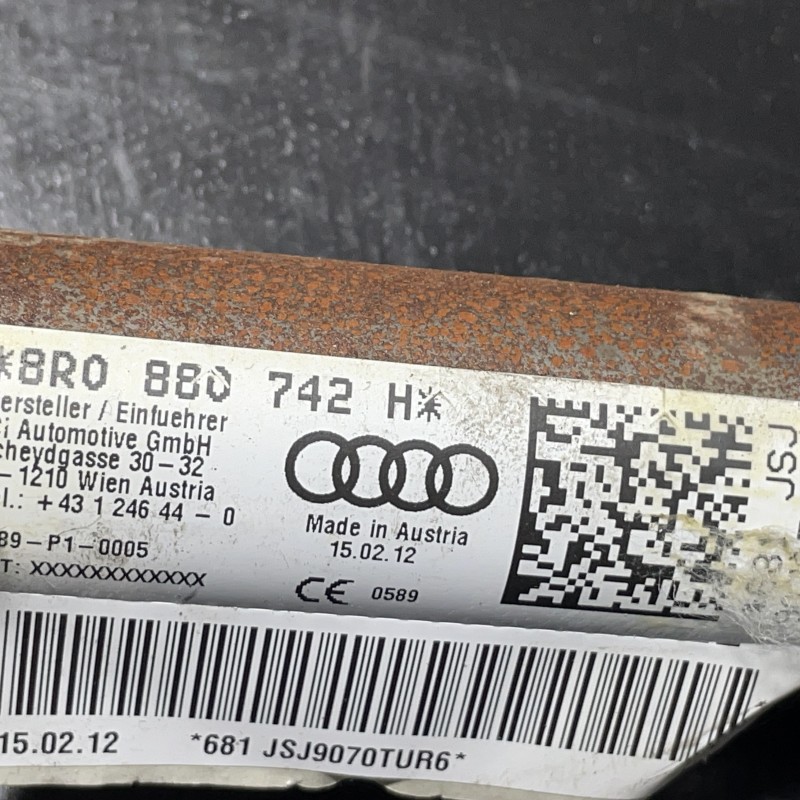 *8R0 880 742 H*
ersteller / Einfuehrer
i Automotive GmbH
cheydgasse 30-32
- 1210 Wien Austria
l.: +43 1 246 44 - 0
89-P1-0005
T: XXXXXXXXXXXX
Made in Austria
15.02.12
CE 0589
JSJ
15.02.12
*681 JSJ9070TUR6*